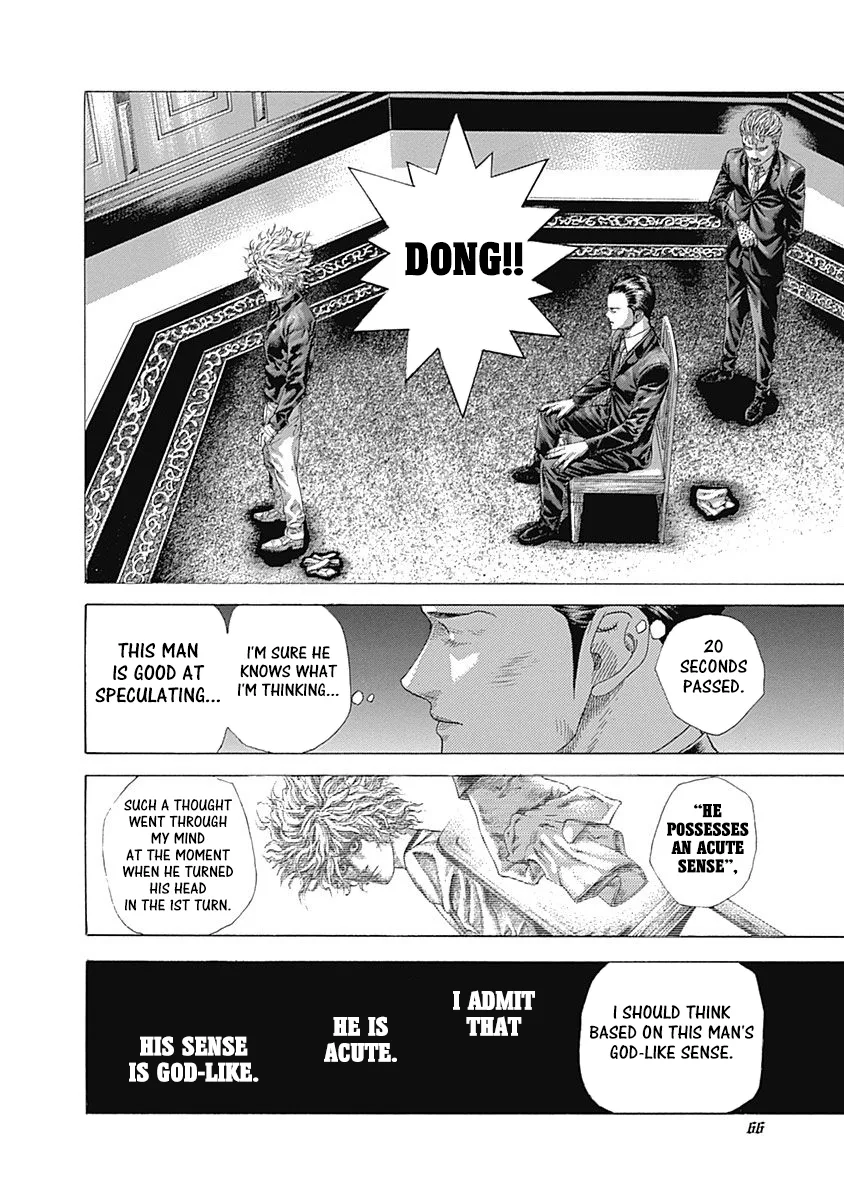 DONG!!
20
SECONDS
PASSED.
I'M SURE HE
KNOWS WHAT
I'M THINKING...
THIS MAN
IS GOOD AT
SPECULATING...
“HE
POSSESSES
AN ACUTE
SENSE”,
SUCH A THOUGHT
WENT THROUGH
MY MIND
AT THE MOMENT
WHEN HE TURNED
HIS HEAD
IN THE 1ST TURN.
I SHOULD THINK
BASED ON THIS MAN'S
GOD-LIKE SENSE.
I ADMIT
THAT
HE IS
ACUTE.
HIS SENSE
IS GOD-LIKE.
66